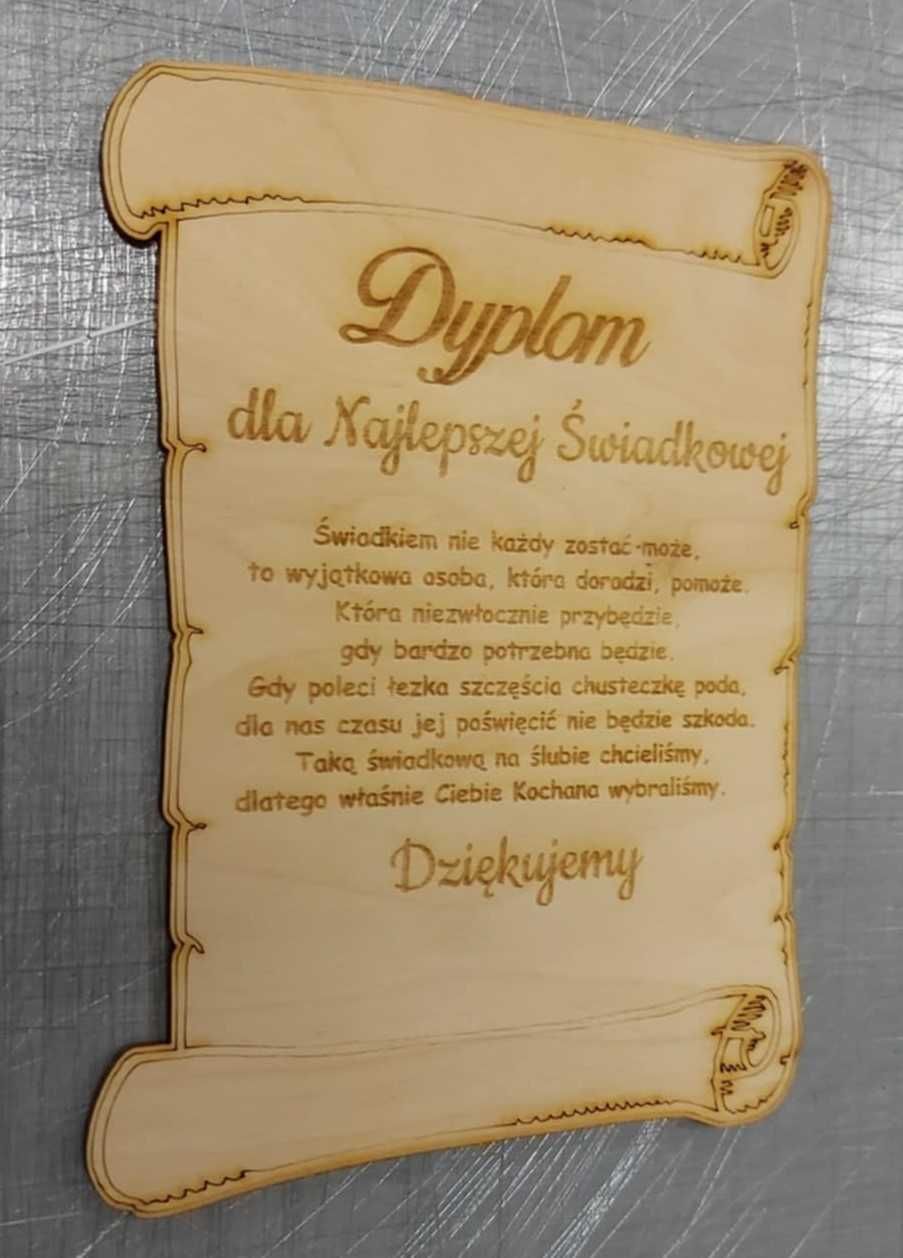 Dyplom
dla Najlepszej Świadkowej
Świadkiem nie każdy zostać może,
to wyjątkowa osoba, która doradzi, pomoże.
Która niezwłocznie przybędzie,
gdy bardzo potrzebna będzie.
Gdy poleci łezka szczęścia chusteczkę poda,
dla nas czasu jej poświęcić nie będzie szkoda.
Taką świadkową na ślubie chcieliśmy,
dlatego właśnie Ciebie Kochana wybraliśmy.
Dziękujemy